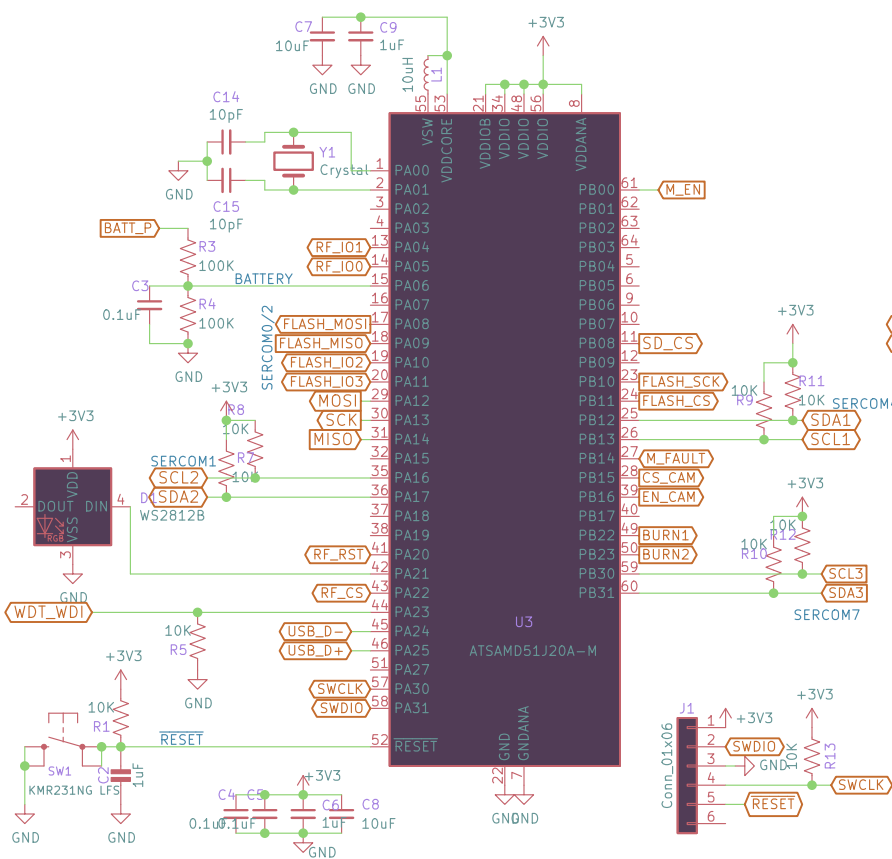 C7
10uF
C9
1uF
GND
GND
10uH
L1
+3V3
55
53
21
34
48
56
8
VSW
VDDCORE
VDDIOB
VDDIO
VDDIO
VDDIO
VDDANA
C14
10pF
Y1
Crystal
GND
C15
10pF
1 PA00
2 PA01
3 PA02
4 PA03
RF_IO1 13 PA04
RF_IO0 14 PA05
15 PA06
16 PA07
FLASH_MOSI 17 PA08
FLASH_MISO 18 PA09
FLASH_IO2 19 PA10
FLASH_IO3 20 PA11
MOSI 29 PA12
SCK 30 PA13
MISO 31 PA14
32 PA15
35 PA16
36 PA17
37 PA18
38 PA19
RF_RST 41 PA20
42 PA21
RF_CS 43 PA22
44 PA23
USB_D- 45 PA24
USB_D+ 46 PA25
51 PA27
SWCLK 57 PA30
SWDIO 58 PA31
52 RESET
PB00 61 M_EN
PB01 62
PB02 63
PB03 64
PB04 5
PB05 6
PB06 9
PB07 10
PB08 11 SD_CS
PB09 12
PB10 23 FLASH_SCK
PB11 24 FLASH_CS
PB12 25 SDA1
PB13 26 SCL1
PB14 27 M_FAULT
PB15 28 CS_CAM
PB16 39 EN_CAM
PB17 40
PB22 49 BURN1
PB23 50 BURN2
PB30 59 SCL3
PB31 60 SDA3
U3
ATSAMD51J20A-M
GND
GNDANA
22
7
GND
GND
BATT_P
R3
100K
BATTERY
C3
0.1uF
R4
100K
GND
SERCOM0/2
+3V3
R8
10K
R7
SERCOM1
SCL2
SDA2
+3V3
1
VDD
2 DOUT
DIN 4
D1
WS2812B
RGB
VSS
3
GND
WDT_WDI
10K
R5
GND
+3V3
10K
R1
RESET
SW1
KMR231NG LFS
C2
1uF
GND
GND
+3V3
C4
0.1uF
C5
0.1uF
C6
1uF
C8
10uF
GND
+3V3
10K
R9
R11
10K
SERCOM4
+3V3
10K
R12
10K
R10
SERCOM7
J1
Conn_01x06
1 +3V3
2 SWDIO
3 GND
4
5 RESET
6
+3V3
10K
R13
SWCLK